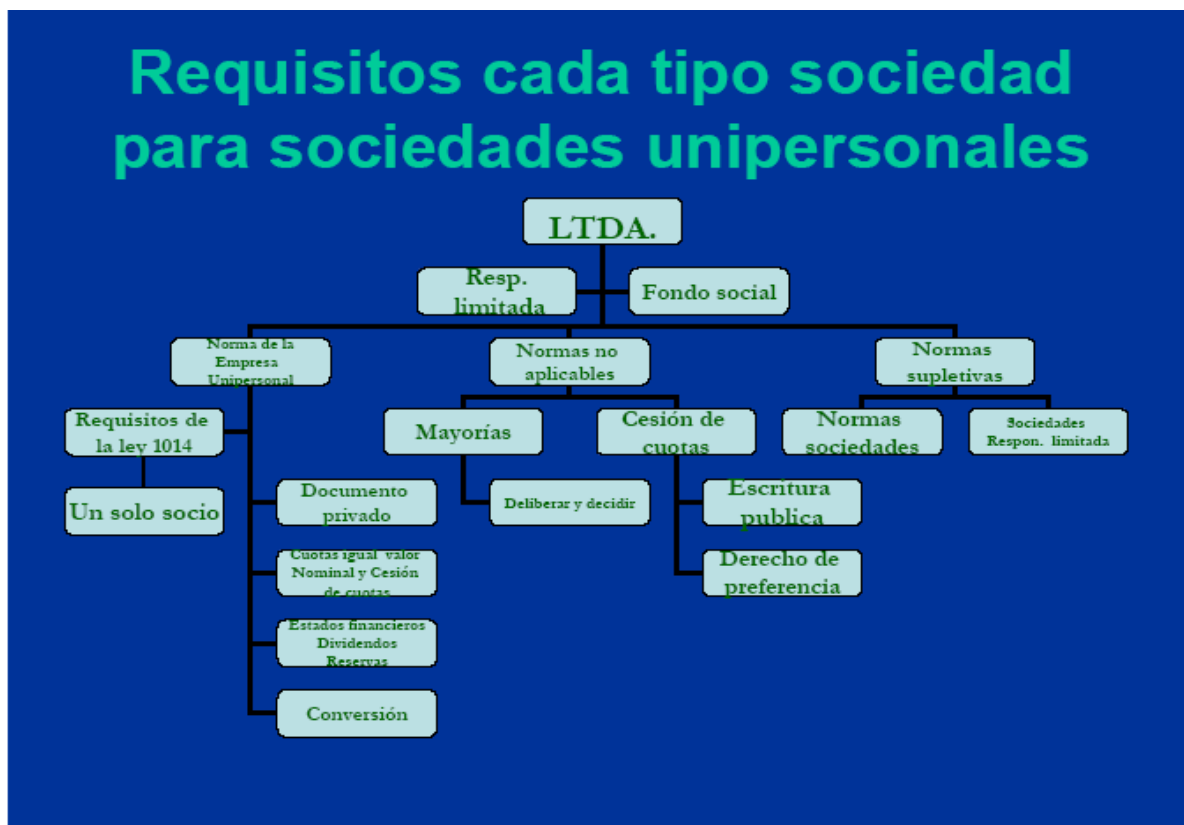 Requisitos cada tipo sociedad
para sociedades unipersonales
LTDA.
Resp.
limitada
Fondo social
Norma de la
Empresa
Unipersonal
Normas no
aplicables
Normas
supletivas
Requisitos de
la ley 1014
Mayorías
Cesión de
cuotas
Normas
sociedades
Sociedades
Respon. limitada
Un solo socio
Documento
privado
Deliberar y decidir
Escritura
publica
Cuotas igual valor
Nominal y Cesión
de cuotas
Derecho de
preferencia
Estados financieros
Dividendos
Reservas
Conversión